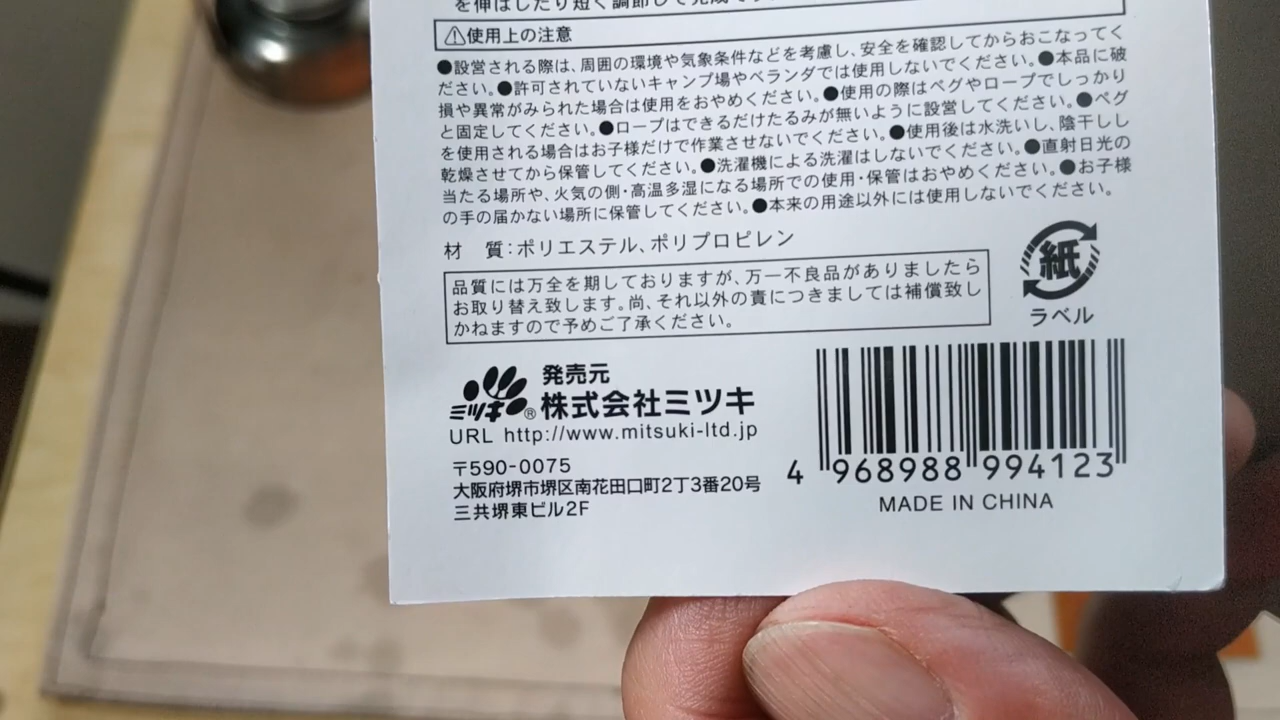 を伸ばしたり短く調節して完成で
⚠使用上の注意
●設営される際は、周囲の環境や気象条件などを考慮し、安全を確認してからおこなってく
ださい。●許可されていないキャンプ場やベランダでは使用しないでください。●本品に破
損や異常がみられた場合は使用をおやめください。●使用の際はペグやロープでしっかり
と固定してください。●ロープはできるだけたるみが無いように設営してください。●ペグ
を使用される場合はお子様だけで作業させないでください。●使用後は水洗いし、陰干しし
乾燥させてから保管してください。●洗濯機による洗濯はしないでください。●直射日光の
当たる場所や、火気の側・高温多湿になる場所での使用・保管はおやめください。●お子様
の手の届かない場所に保管してください。●本来の用途以外には使用しないでください。
材　質:ポリエステル、ポリプロピレン
品質には万全を期しておりますが、万一不良品がありましたら
お取り替え致します。尚、それ以外の責につきましては補償致し
かねますので予めご了承ください。
紙
ラベル
ミツキ®
発売元
株式会社ミツキ
URL http://www.mitsuki-ltd.jp
〒590-0075
大阪府堺市堺区南花田口町2丁3番20号
三共堺東ビル2F
4 968988 994123
MADE IN CHINA